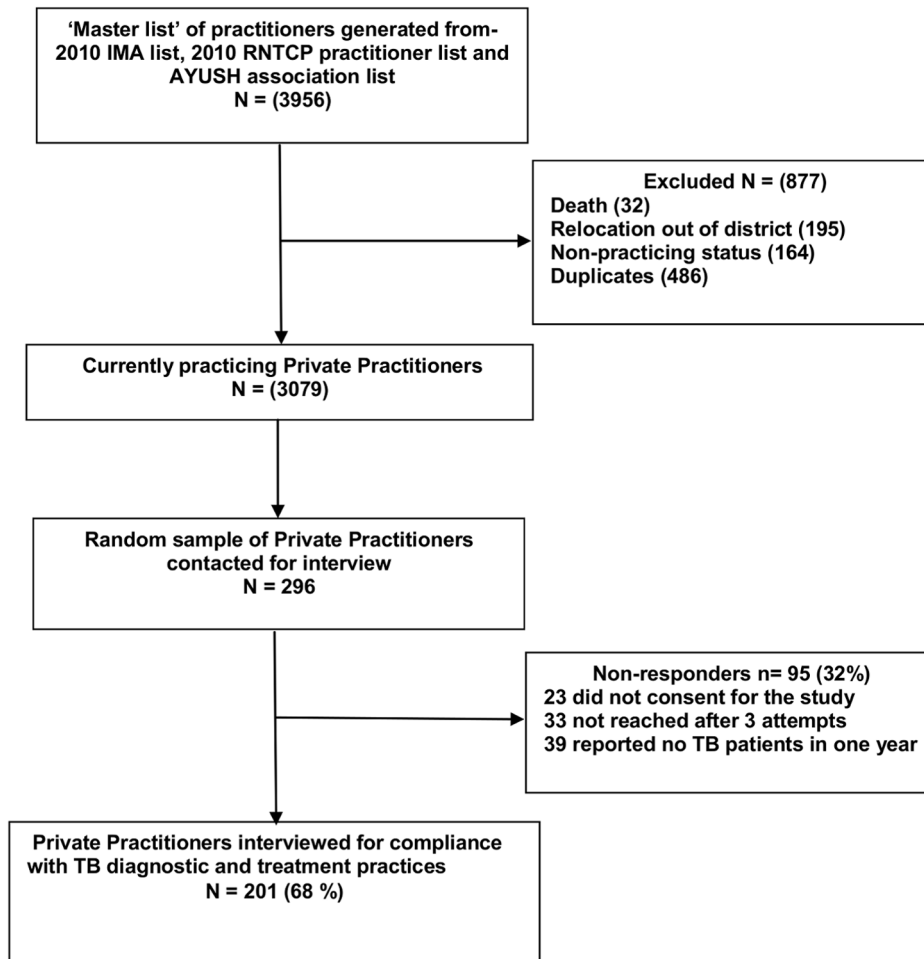 ‘Master list’ of practitioners generated from-
2010 IMA list, 2010 RNTCP practitioner list and
AYUSH association list
N = (3956)
Excluded N = (877)
Death (32)
Relocation out of district (195)
Non-practicing status (164)
Duplicates (486)
Currently practicing Private Practitioners
N = (3079)
Random sample of Private Practitioners
contacted for interview
N = 296
Non-responders n= 95 (32%)
23 did not consent for the study
33 not reached after 3 attempts
39 reported no TB patients in one year
Private Practitioners interviewed for compliance
with TB diagnostic and treatment practices
N = 201 (68 %)